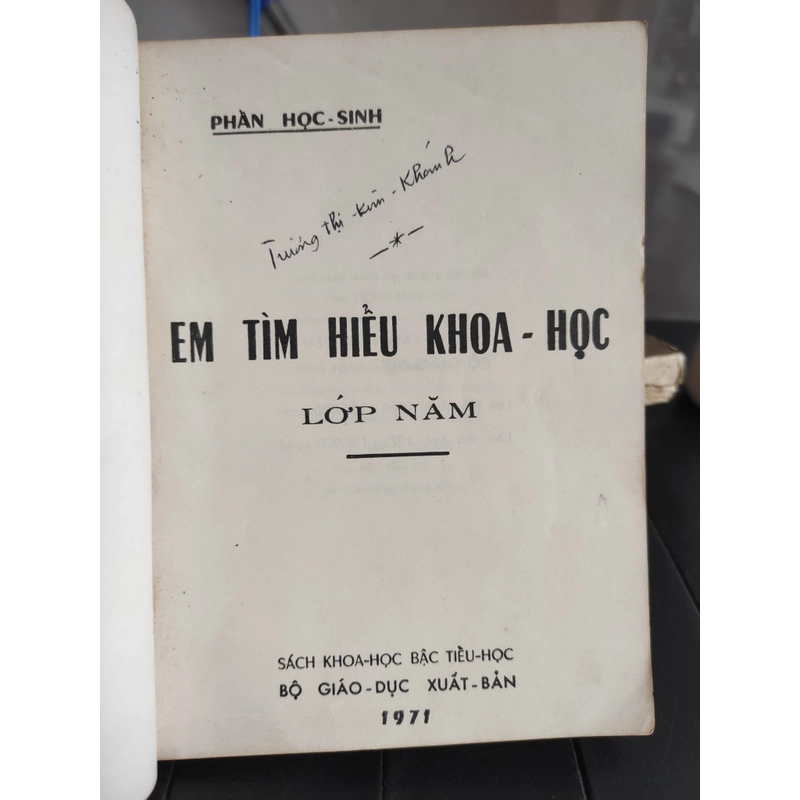 PHẦN HỌC-SINH
Trương thị-Kim-Khánh
—*—
EM TÌM HIỂU KHOA-HỌC
LỚP NĂM
SÁCH KHOA-HỌC BẬC TIỂU-HỌC
BỘ GIÁO-DỤC XUẤT-BẢN
1971